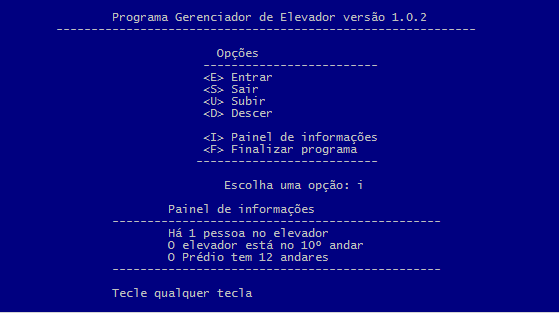 Programa Gerenciador de Elevador versão 1.0.2
------------------------------------------------------------
Opções
-------------------------
<E> Entrar
<S> Sair
<U> Subir
<D> Descer
<I> Painel de informações
<F> Finalizar programa
--------------------------
Escolha uma opção: i
Painel de informações
-----------------------------------------------
Há 1 pessoa no elevador
O elevador está no 10º andar
O Prédio tem 12 andares
-----------------------------------------------
Tecle qualquer tecla